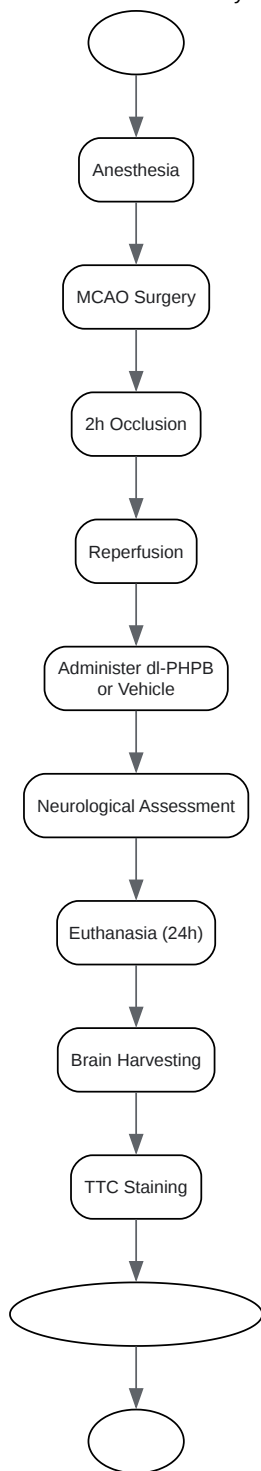 Anesthesia
MCAO Surgery
2h Occlusion
Reperfusion
Administer dl-PHPB
or Vehicle
Neurological Assessment
Euthanasia (24h)
Brain Harvesting
TTC Staining